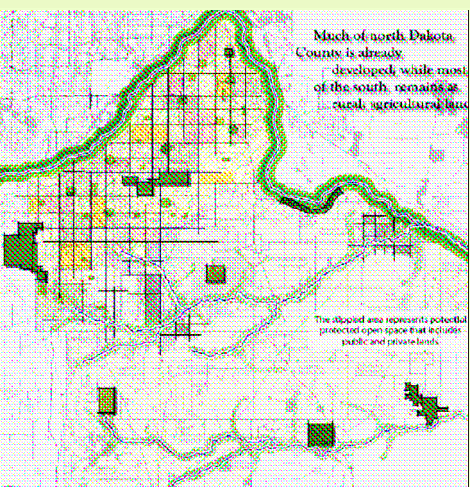 Much of north Dakota
County is already
developed, while most
of the south remains as
rural, agricultural land
The stippled area represents potential
protected open space that includes
public and private lands.